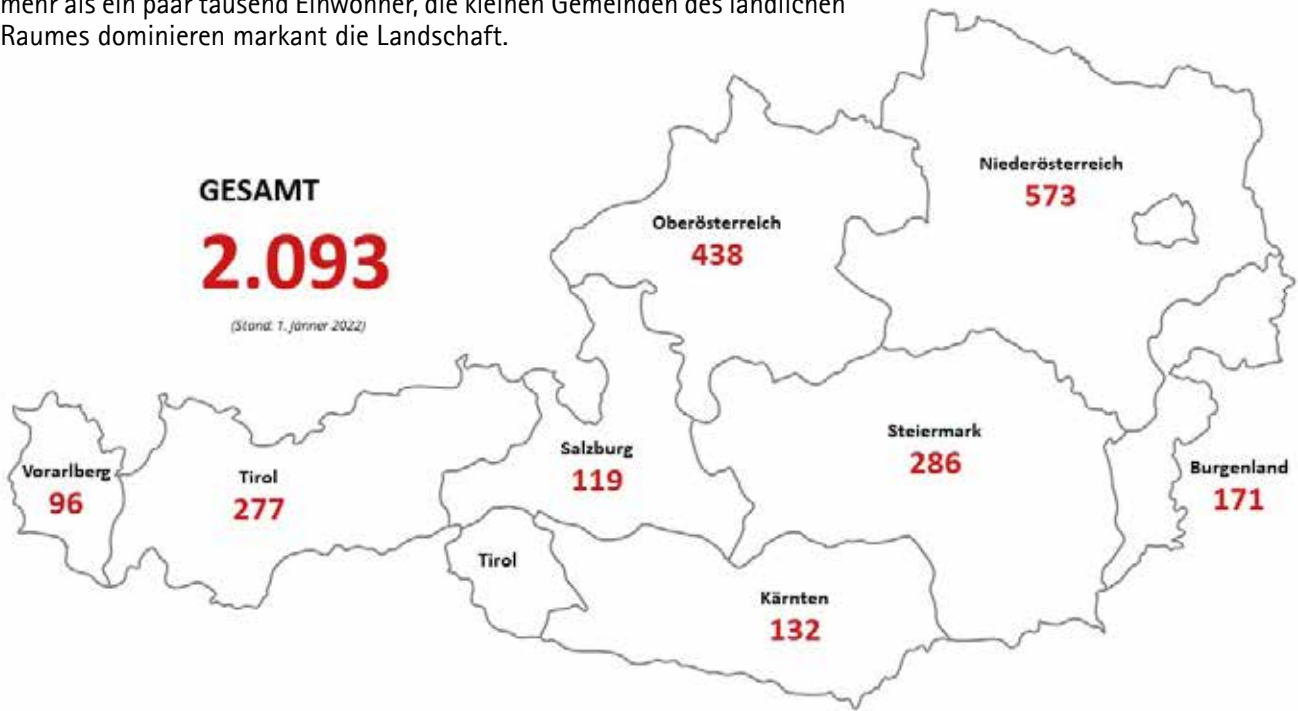 mehr als ein paar tausend Einwohner, die kleinen Gemeinden des ländlichen
Raumes dominieren markant die Landschaft.
GESAMT
2.093
(Stand: 1. Jänner 2022)
Niederösterreich
573
Oberösterreich
438
Steiermark
286
Salzburg
119
Burgenland
171
Vorarlberg
96
Tirol
277
Tirol
Kärnten
132